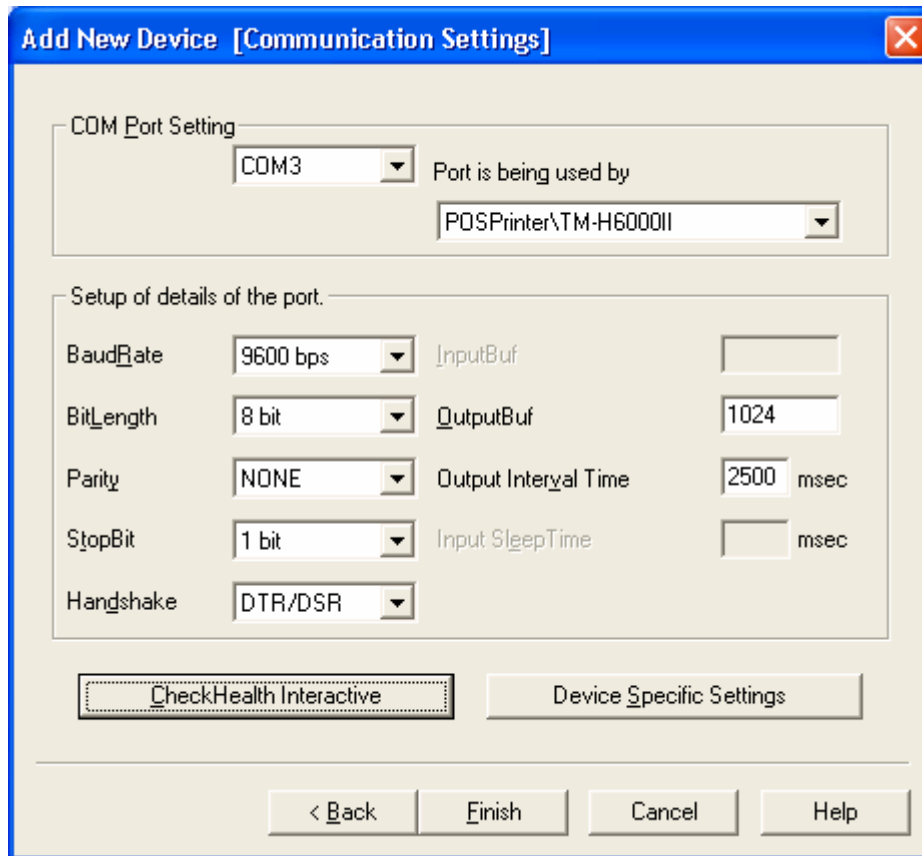 Add New Device [Communication Settings]
COM Port Setting
COM3 Port is being used by
POSPrinter\TM-H6000II
Setup of details of the port.
BaudRate 9600 bps InputBuf
BitLength 8 bit OutputBuf 1024
Parity NONE Output Interval Time 2500 msec
StopBit 1 bit Input SleepTime msec
Handshake DTR/DSR
CheckHealth Interactive Device Specific Settings
< Back Finish Cancel Help